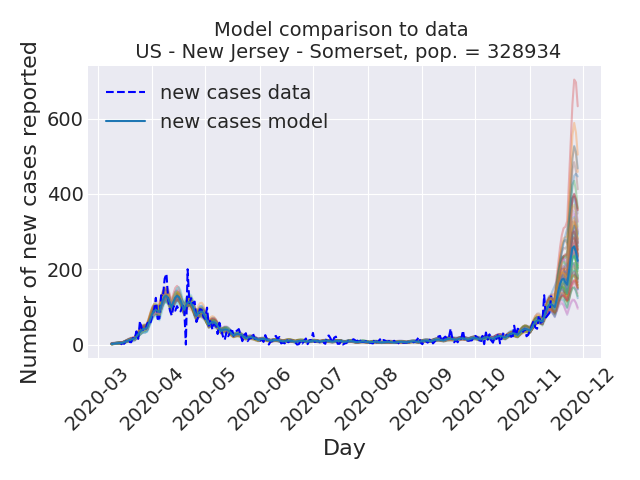 Model comparison to data
US - New Jersey - Somerset, pop. = 328934
Number of new cases reported
600
400
200
0
new cases data
new cases model
2020-03
2020-04
2020-05
2020-06
2020-07
2020-08
2020-09
2020-10
2020-11
2020-12
Day